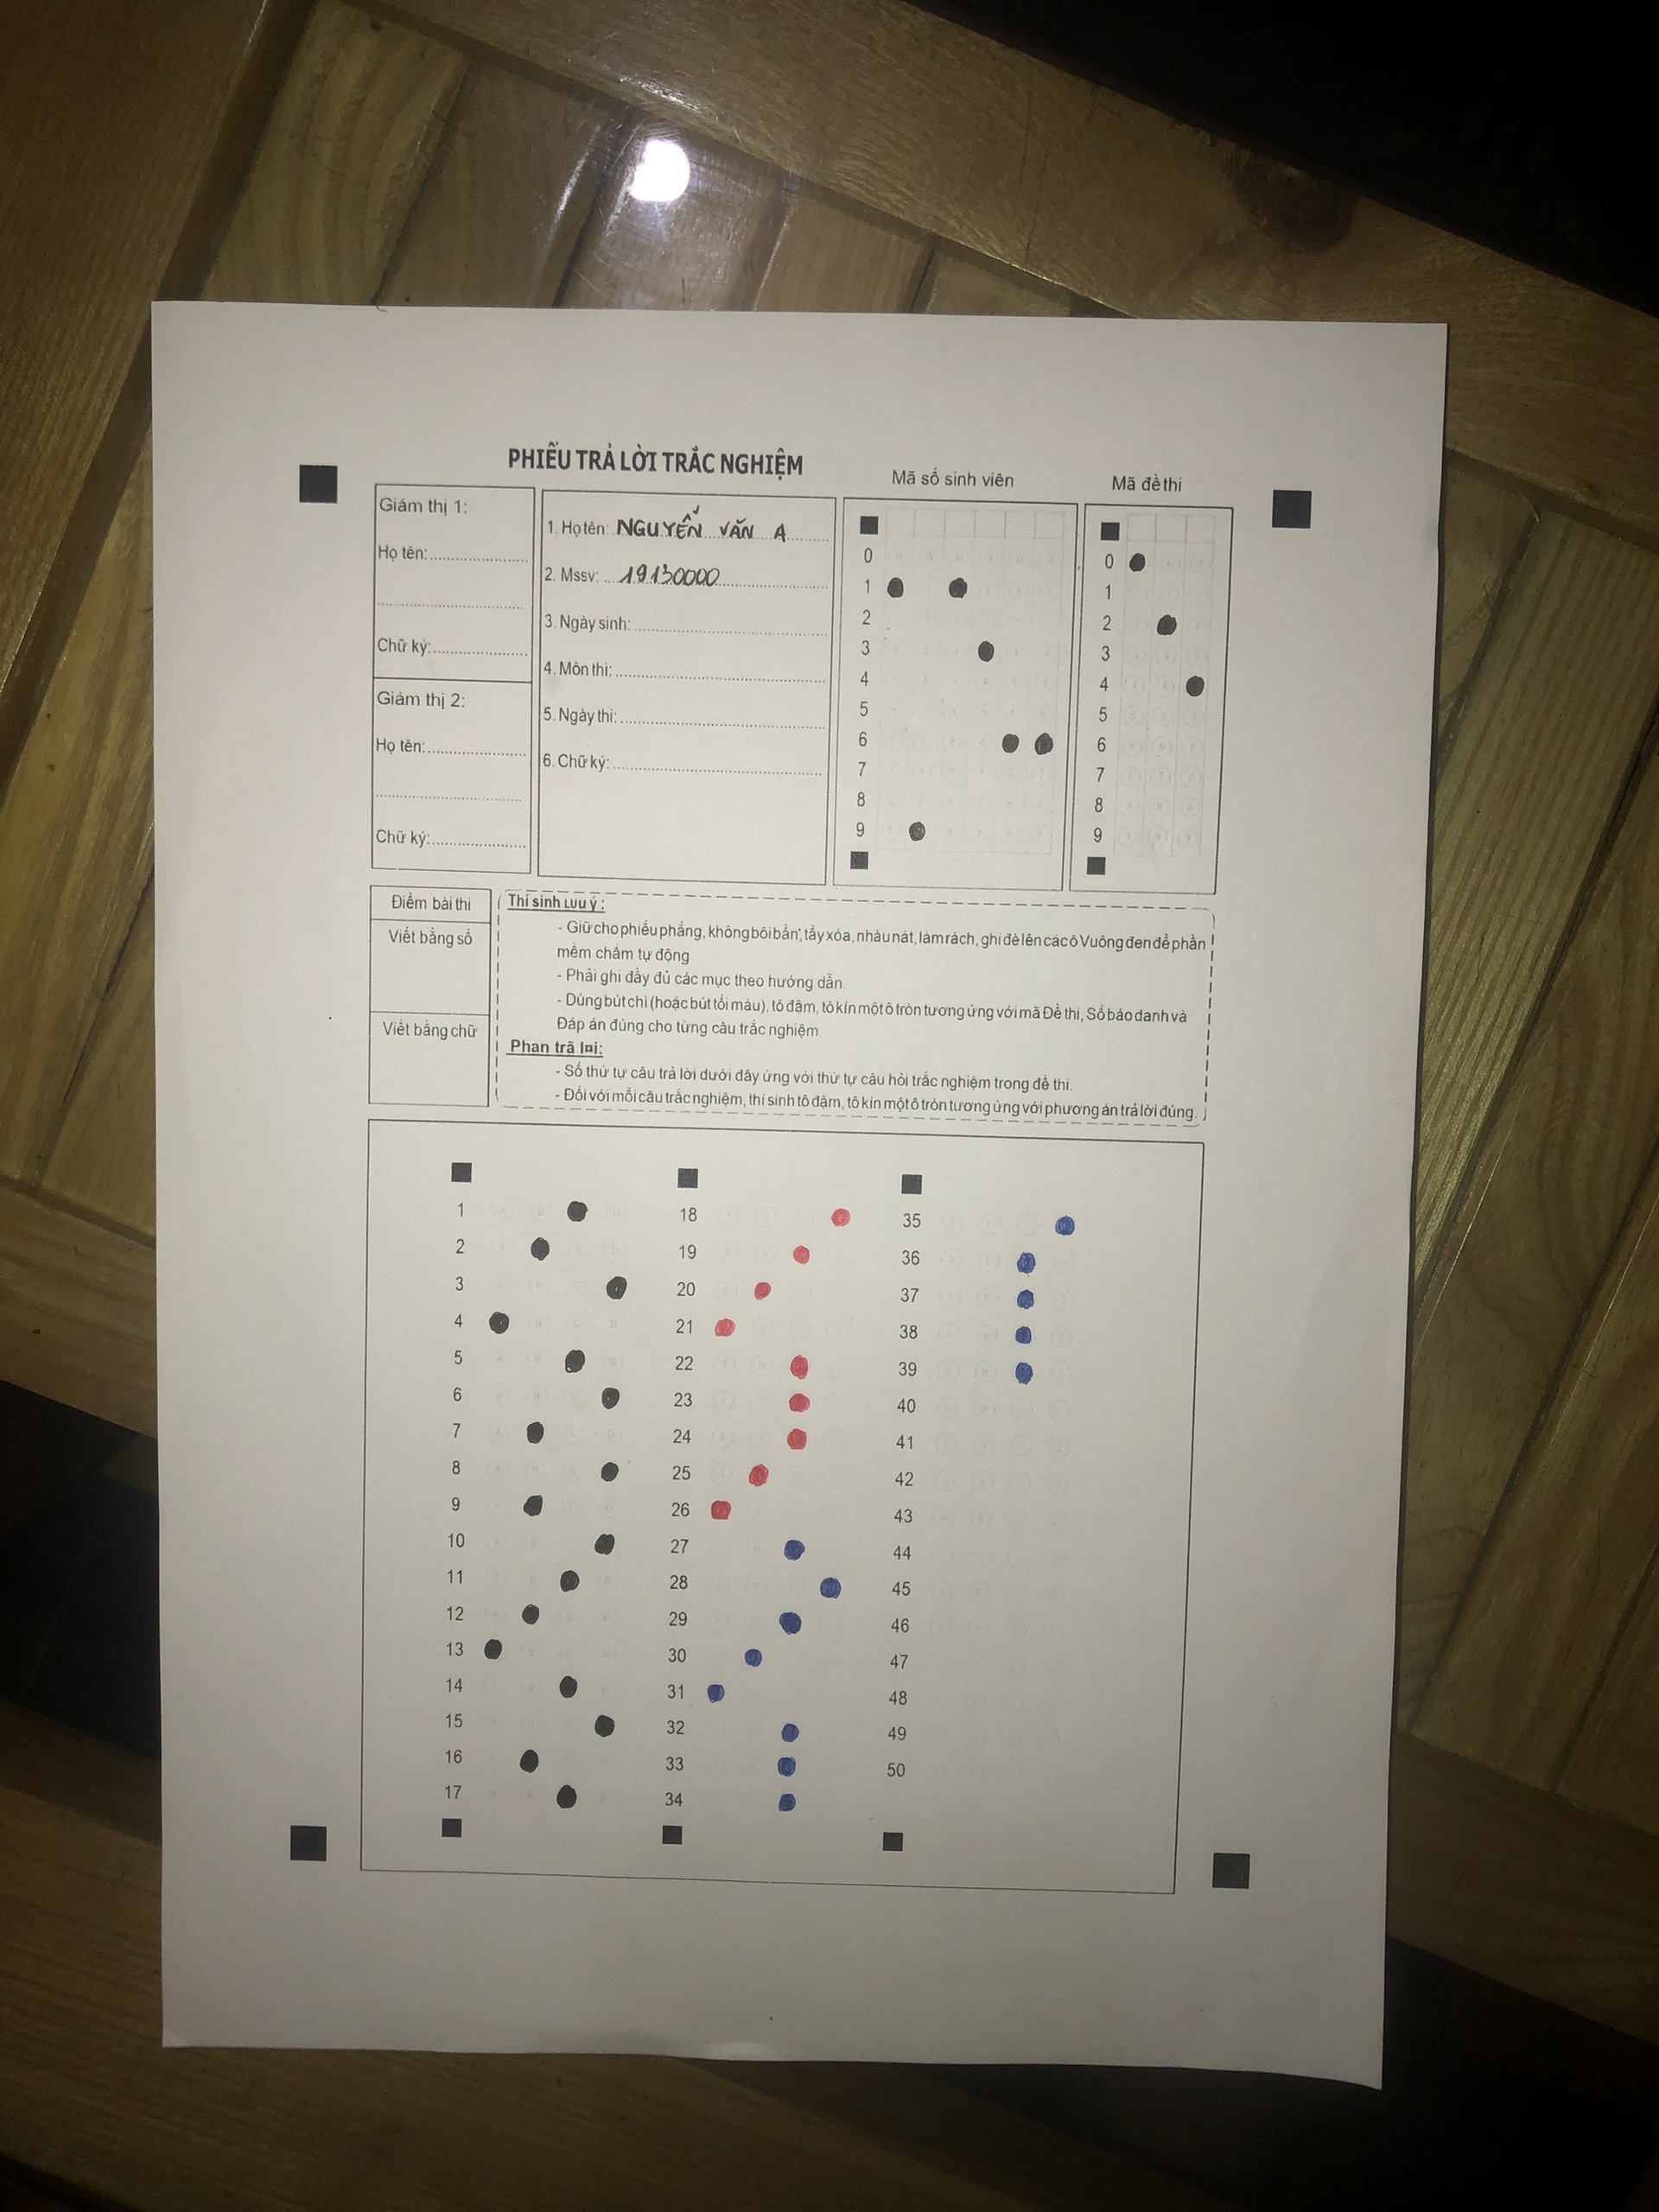 PHIẾU TRẢ LỜI TRẮC NGHIỆM
Mã số sinh viên
Mã đề thi
Giám thị 1:
Họ tên:
Chữ ký:
Giám thị 2:
Họ tên:
Chữ ký:
1. Họ tên: NGUYỄN VĂN A
2. Mssv: 19130000
3. Ngày sinh:
4. Môn thi:
5. Ngày thi:
6. Chữ ký:
0
1
2
3
4
5
6
7
8
9
0
1
2
3
4
5
6
7
8
9
Điểm bài thi
Viết bằng số
Viết bằng chữ
Thí sinh Lưu ý :
- Giữ cho phiếu phẳng, không bôi bẩn, tẩy xóa, nhàu nát, làm rách, ghi đè lên các ô Vuông đen để phần
mềm chấm tự động
- Phải ghi đầy đủ các mục theo hướng dẫn.
- Dùng bút chì (hoặc bút tối màu), tô đậm, tô kín một ô tròn tương ứng với mã Đề thi, Số báo danh và
Đáp án đúng cho từng câu trắc nghiệm.
Phan trã lại:
- Số thứ tự câu trả lời dưới đây ứng với thứ tự câu hỏi trắc nghiệm trong đề thi.
- Đối với mỗi câu trắc nghiệm, thí sinh tô đậm, tô kín một ô tròn tương ứng với phương án trả lời đúng.
1
2
3
4
5
6
7
8
9
10
11
12
13
14
15
16
17
18
19
20
21
22
23
24
25
26
27
28
29
30
31
32
33
34
35
36
37
38
39
40
41
42
43
44
45
46
47
48
49
50